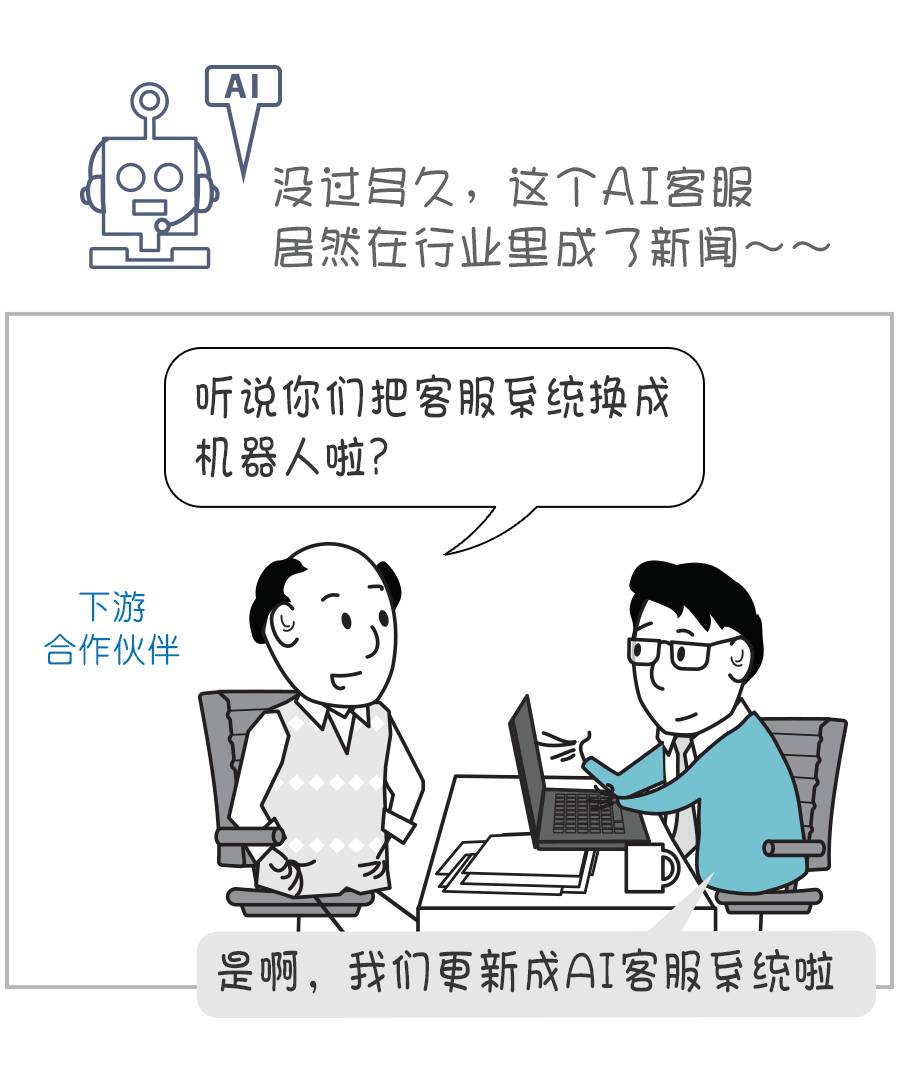 AI
没过多久，这个AI客服
居然在行业里成了新闻～～
听说你们把客服系统换成
机器人啦？
下游
合作伙伴
是啊，我们更新成AI客服系统啦